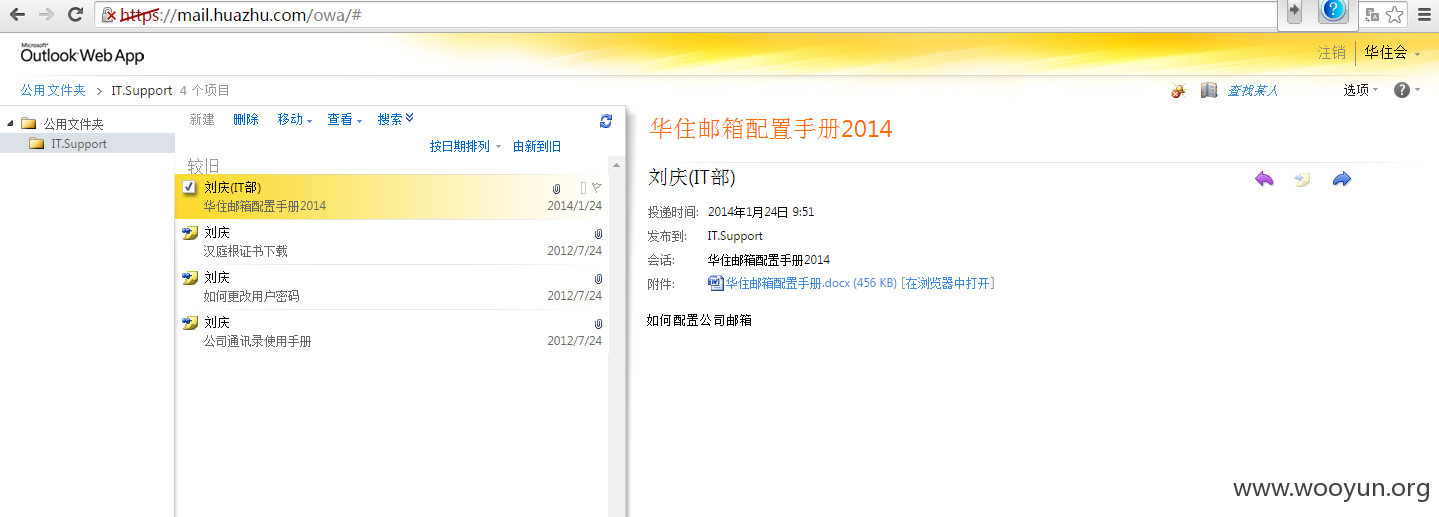 https://mail.huazhu.com/owa/#
Microsoft®
Outlook Web App
注销 华住会
公用文件夹 > IT.Support 4 个项目
查找某人 选项
公用文件夹
IT.Support
新建 删除 移动 查看 搜索
按日期排列 由新到旧
较旧
刘庆(IT部)
华住邮箱配置手册2014 2014/1/24
刘庆
汉庭根证书下载 2012/7/24
刘庆
如何更改用户密码 2012/7/24
刘庆
公司通讯录使用手册 2012/7/24
华住邮箱配置手册2014
刘庆(IT部)
投递时间: 2014年1月24日 9:51
发布到: IT.Support
会话: 华住邮箱配置手册2014
附件: 华住邮箱配置手册.docx (456 KB) [在浏览器中打开]
如何配置公司邮箱
www.wooyun.org